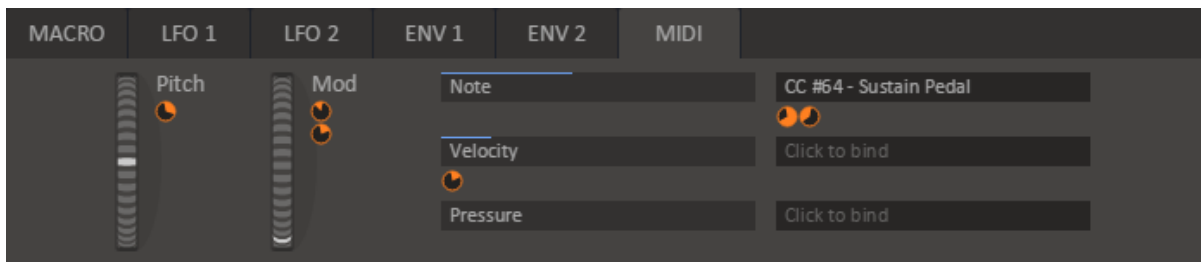 MACRO LFO 1 LFO 2 ENV 1 ENV 2 MIDI
Pitch Mod Note CC #64 - Sustain Pedal
Velocity Click to bind
Pressure Click to bind